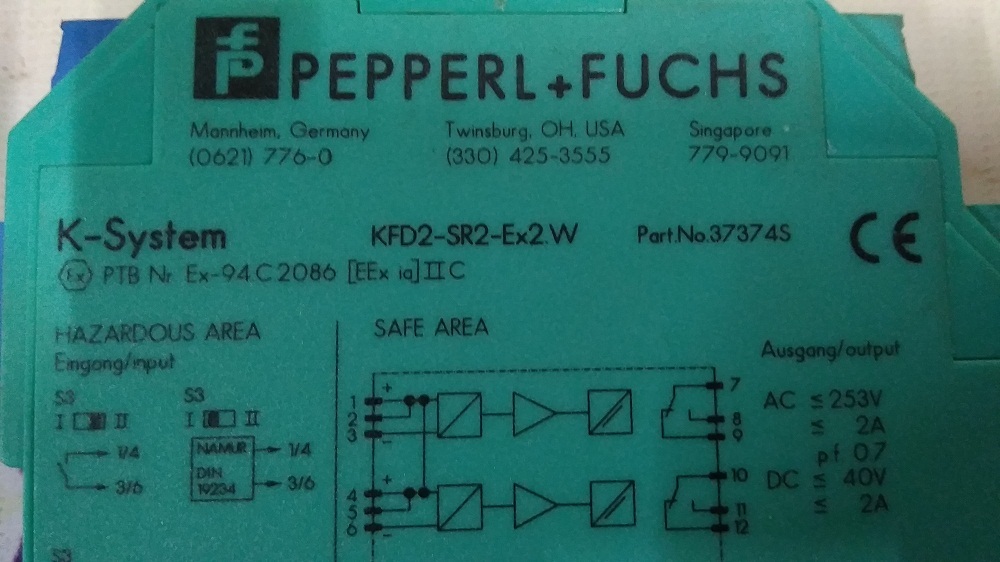 PEPPERL+FUCHS
Mannheim, Germany Twinsburg, OH, USA Singapore
(0621) 776-0 (330) 425-3555 779-9091
K-System KFD2-SR2-Ex2.W Part.No.37374S CE
Ex PTB Nr. Ex-94.C.2086 [EEx ia] II C
HAZARDOUS AREA SAFE AREA
Eingang/input Ausgang/output
S3 S3
I II I II
1/4
3/6
NAMUR
DIN
19234
1/4
3/6
+
1
2
3
-
7
8
9
+
4
5
6
-
10
11
12
AC ≤ 253V
≤ 2A
pf 0.7
DC ≤ 40V
≤ 2A
S3